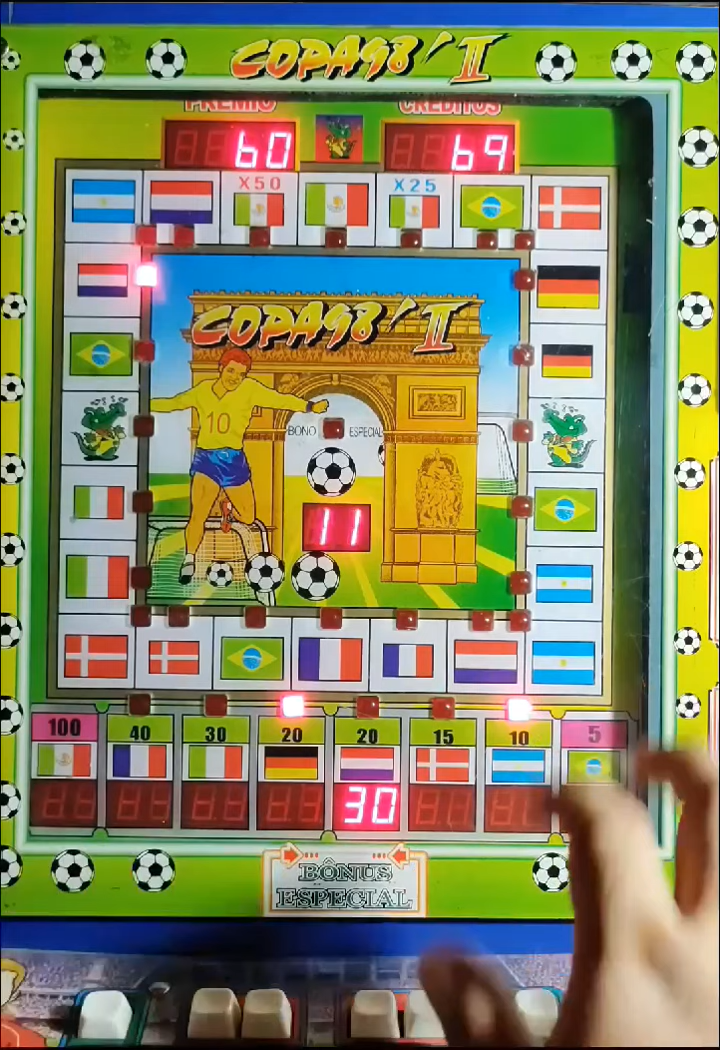 COPA98' II
PREMIO CREDITOS
60 69
X50 X25
COPA98' II
10
BONO ESPECIAL
11
100 40 30 20 20 15 10 5
30
BÔNUS
ESPECIAL